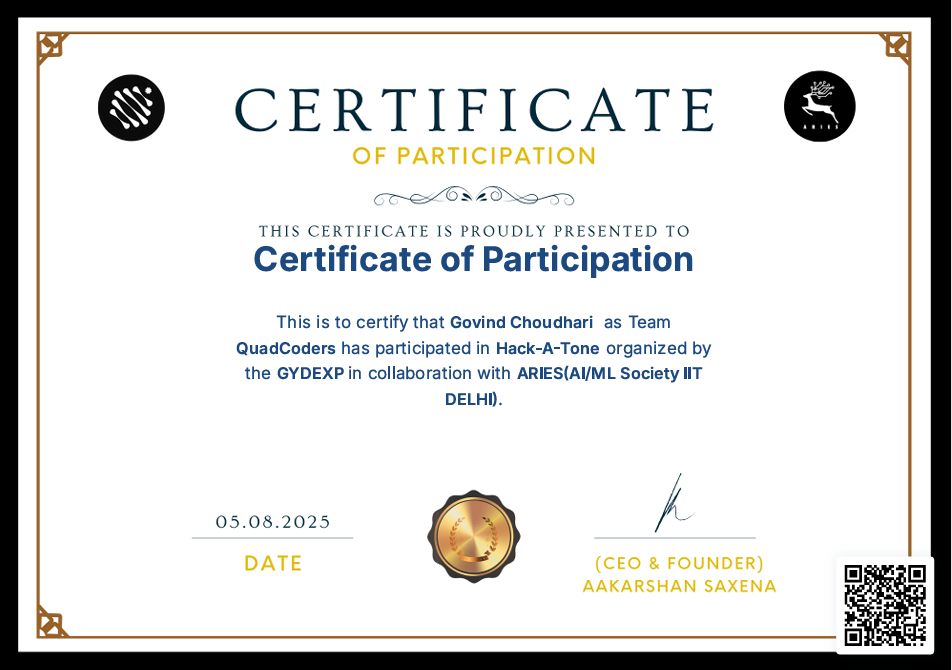 CERTIFICATE
ARIES
OF PARTICIPATION
THIS CERTIFICATE IS PROUDLY PRESENTED TO
Certificate of Participation
This is to certify that Govind Choudhari as Team
QuadCoders has participated in Hack-A-Tone organized by
the GYDEXP in collaboration with ARIES(AI/ML Society IIT
DELHI).
05.08.2025
DATE
(CEO & FOUNDER)
AAKARSHAN SAXENA